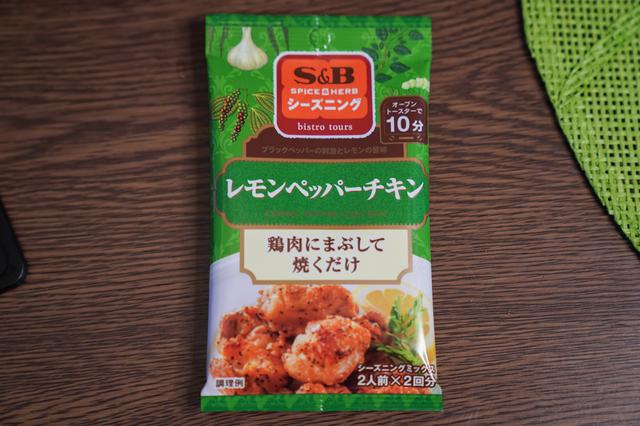 S&B
SPICE & HERB
シーズニング
bistro tours
オーブン
トースターで
10分
ブラックペッパーの刺激とレモンの酸味
レモンペッパーチキン
鶏肉にまぶして
焼くだけ
調理例
シーズニングミックス
2人前×2回分